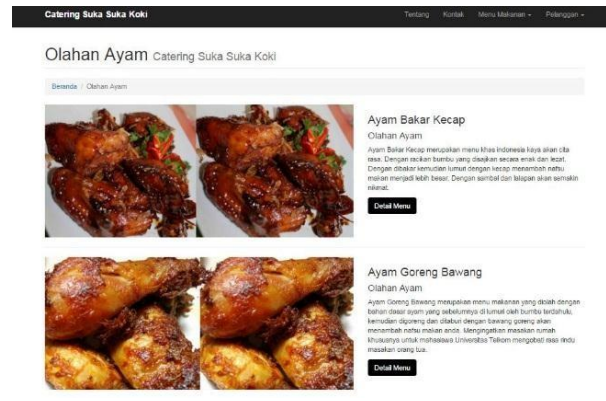 Catering Suka Suka Koki
Tentang Kontak Menu Makanan Pelanggan
Olahan Ayam Catering Suka Suka Koki
Beranda / Olahan Ayam
Ayam Bakar Kecap
Olahan Ayam
Ayam Bakar Kecap merupakan menu khas indonesia kaya akan cita
rasa. Dengan racikan bumbu yang disajikan secara enak dan lezat.
Dengan dibakar kemudian lumuri dengan kecap menambah nafsu
makan menjadi lebih besar. Dengan sambal dan lalapan akan semakin
nikmat.
Detail Menu
Ayam Goreng Bawang
Olahan Ayam
Ayam Goreng Bawang merupakan menu makanan yang diolah dengan
bahan dasar ayam yang sebelumnya di lumuri oleh bumbu terdahulu,
kemudian digoreng dan ditaburi dengan bawang goreng akan
menambah nafsu makan anda. Mengingatkan masakan rumah
khususnya untuk mahasiswa Universitas Telkom mengobati rasa rindu
masakan orang tua.
Detail Menu